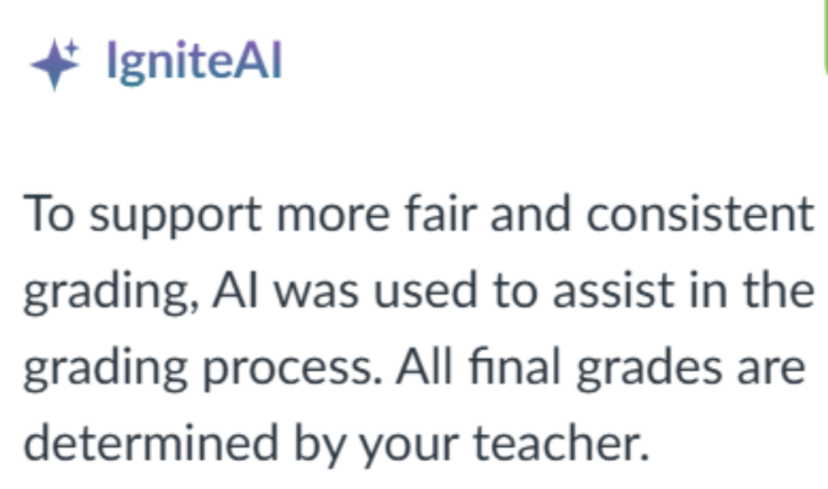 IgniteAI
To support more fair and consistent
grading, AI was used to assist in the
grading process. All final grades are
determined by your teacher.